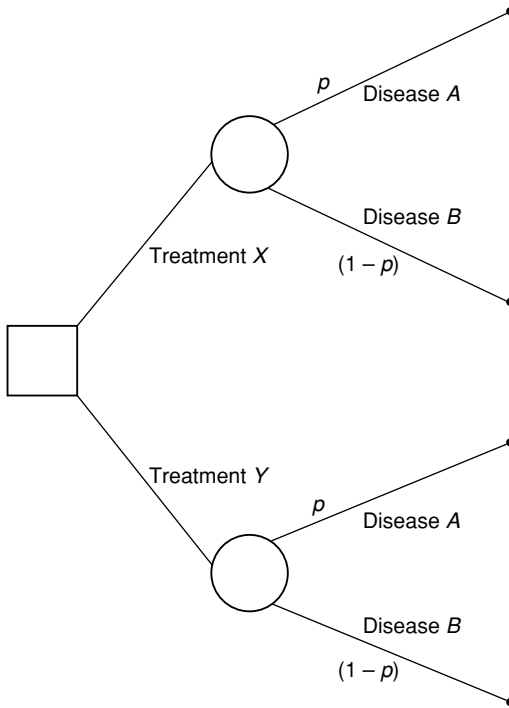 p
Disease A
Disease B
(1 – p)
Treatment X
Treatment Y
p
Disease A
Disease B
(1 – p)